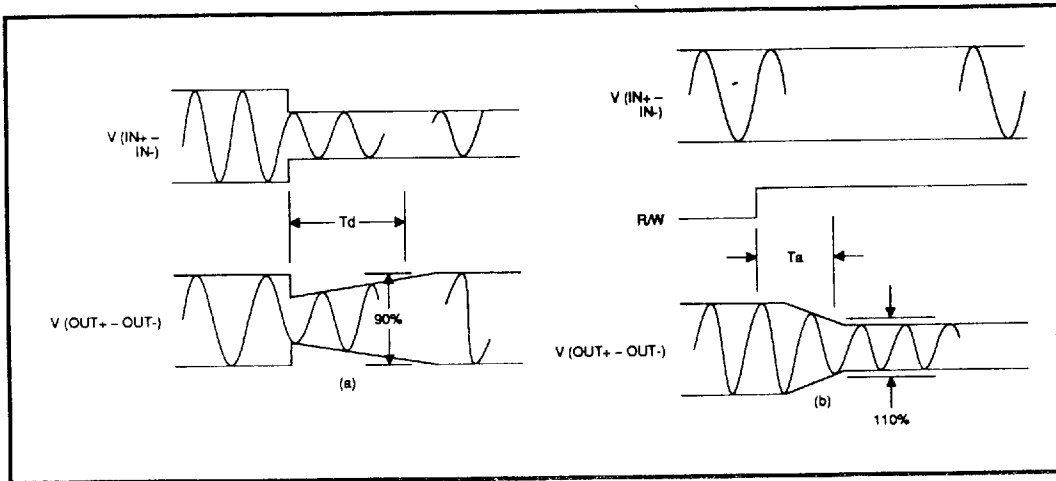 V (IN+ –
IN-)
Td
V (OUT+ – OUT-)
90%
(a)
V (IN+ –
IN-)
R/W
Ta
V (OUT+ – OUT-)
(b)
110%